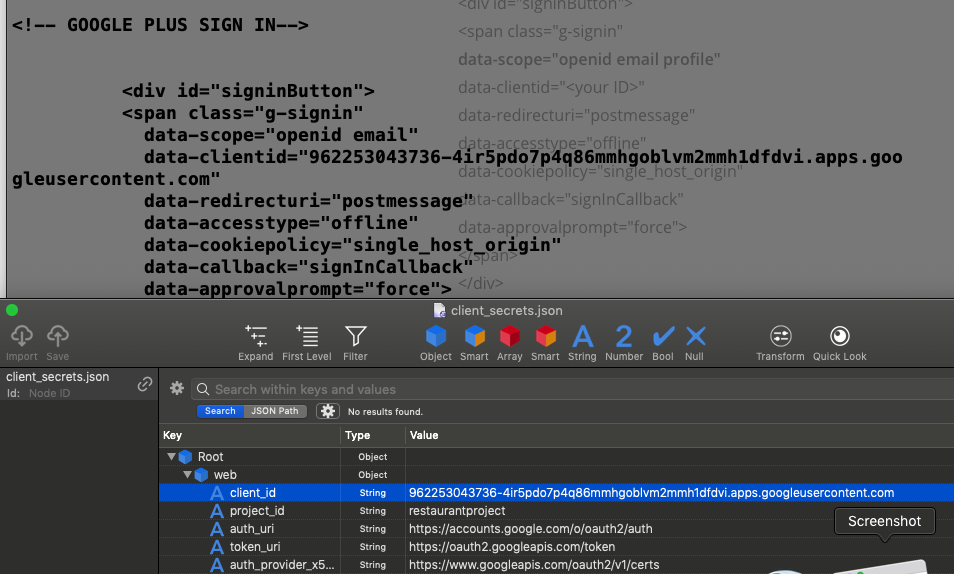 <div id="signinButton">
<!-- GOOGLE PLUS SIGN IN-->
<span class="g-signin"
data-scope="openid email profile"
data-clientid="<your ID>"
data-redirecturi="postmessage"
data-accesstype="offline"
data-cookiepolicy="single_host_origin"
data-callback="signInCallback"
data-approvalprompt="force">
</span>
</div>
<div id="signinButton">
<span class="g-signin"
data-scope="openid email"
data-clientid="962253043736-4ir5pdo7p4q86mmhgoblvm2mmh1dfdvi.apps.goo
gleusercontent.com"
data-redirecturi="postmessage"
data-accesstype="offline"
data-cookiepolicy="single_host_origin"
data-callback="signInCallback"
data-approvalprompt="force">
client_secrets.json
Import Save Expand First Level Filter Object Smart Array Smart String Number Bool Null Transform Quick Look
client_secrets.json
Id: Node ID
Search within keys and values
Search JSON Path No results found.
Key Type Value
Root Object
web Object
client_id String 962253043736-4ir5pdo7p4q86mmhgoblvm2mmh1dfdvi.apps.googleusercontent.com
project_id String restaurantproject
auth_uri String https://accounts.google.com/o/oauth2/auth
token_uri String https://oauth2.googleapis.com/token
auth_provider_x5... String https://www.googleapis.com/oauth2/v1/certs
Screenshot